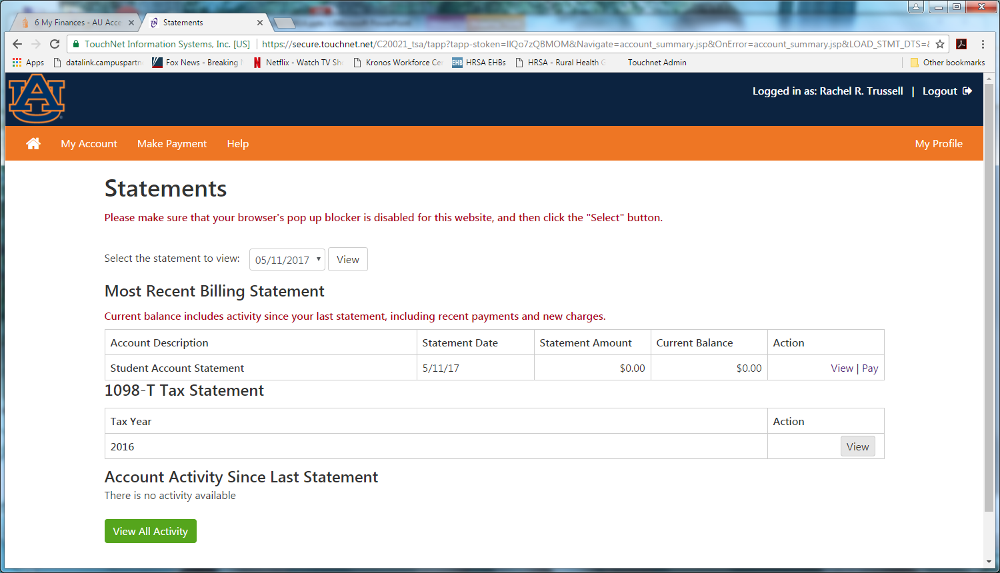 6 My Finances - AU Acce
Statements
TouchNet Information Systems, Inc. [US]
https://secure.touchnet.net/C20021_tsa/tapp?tapp-stoken=IIQo7zQBMOM&Navigate=account_summary.jsp&OnError=account_summary.jsp&LOAD_STMT_DTS=&
Apps
datalink.campuspartn
Fox News - Breaking
Netflix - Watch TV Sh
Kronos Workforce Ce
EHB HRSA EHBs
HRSA - Rural Health
Touchnet Admin
Other bookmarks
AU
Logged in as: Rachel R. Trussell | Logout
My Account
Make Payment
Help
My Profile
Statements
Please make sure that your browser's pop up blocker is disabled for this website, and then click the "Select" button.
Select the statement to view: 05/11/2017 View
Most Recent Billing Statement
Current balance includes activity since your last statement, including recent payments and new charges.
Account Description Statement Date Statement Amount Current Balance Action
Student Account Statement 5/11/17 $0.00 $0.00 View | Pay
1098-T Tax Statement
Tax Year Action
2016 View
Account Activity Since Last Statement
There is no activity available
View All Activity